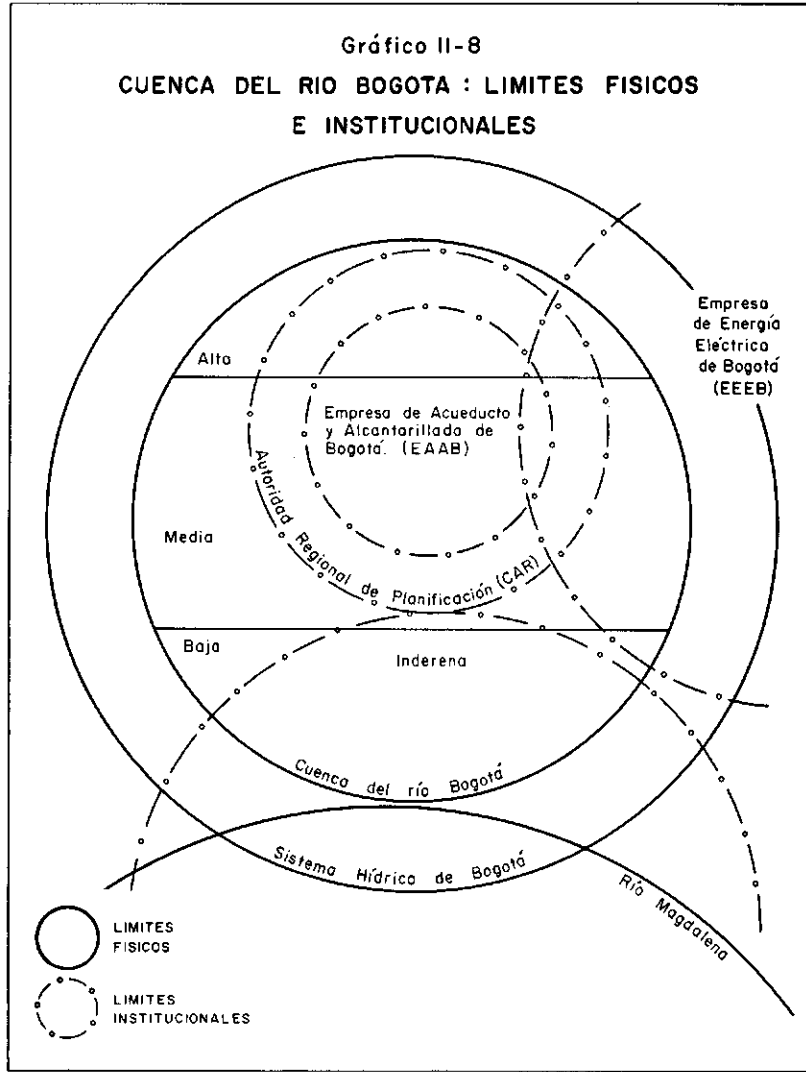 Gráfico II-8
CUENCA DEL RIO BOGOTA : LIMITES FISICOS
E INSTITUCIONALES
Empresa
de Energía
Eléctrica
de Bogotá
(EEEB)
Alta
Empresa de Acueducto
y Alcantarillada de
Bogotá. (EAAB)
Autoridad Regional de Planificación (CAR)
Media
Baja
Inderena
Cuenca del río Bogotá
Sistema Hídrico de Bogotá
Río Magdalena
LIMITES
FISICOS
LIMITES
INSTITUCIONALES